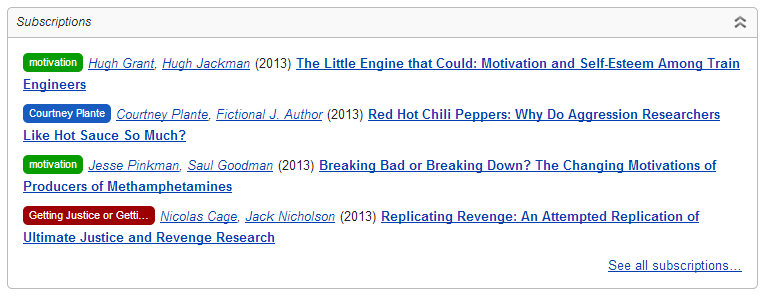 Subscriptions
motivation Hugh Grant, Hugh Jackman (2013) The Little Engine that Could: Motivation and Self-Esteem Among Train
Engineers
Courtney Plante Courtney Plante, Fictional J. Author (2013) Red Hot Chili Peppers: Why Do Aggression Researchers
Like Hot Sauce So Much?
motivation Jesse Pinkman, Saul Goodman (2013) Breaking Bad or Breaking Down? The Changing Motivations of
Producers of Methamphetamines
Getting Justice or Getti... Nicolas Cage, Jack Nicholson (2013) Replicating Revenge: An Attempted Replication of
Ultimate Justice and Revenge Research
See all subscriptions...